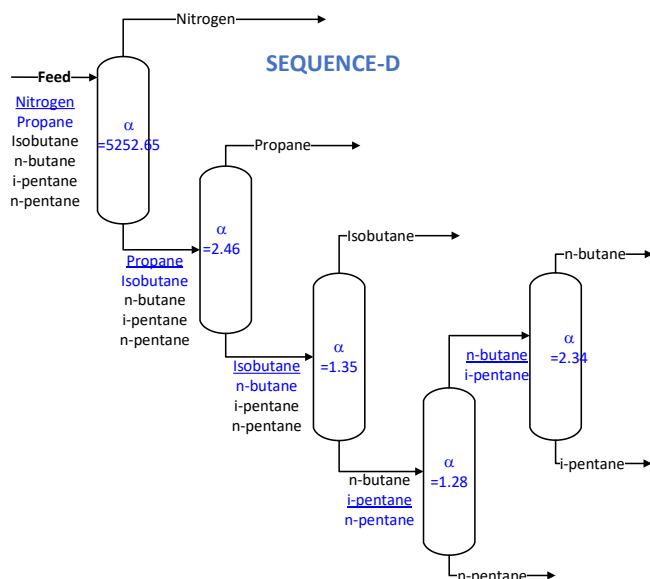 Nitrogen
SEQUENCE-D
Feed
Nitrogen
Propane
Isobutane
n-butane
i-pentane
n-pentane
α
=5252.65
Propane
α
=2.46
Propane
Isobutane
n-butane
i-pentane
n-pentane
Isobutane
α
=1.35
Isobutane
n-butane
i-pentane
n-pentane
n-butane
α
=2.34
n-butane
i-pentane
i-pentane
α
=1.28
n-butane
i-pentane
n-pentane
n-pentane